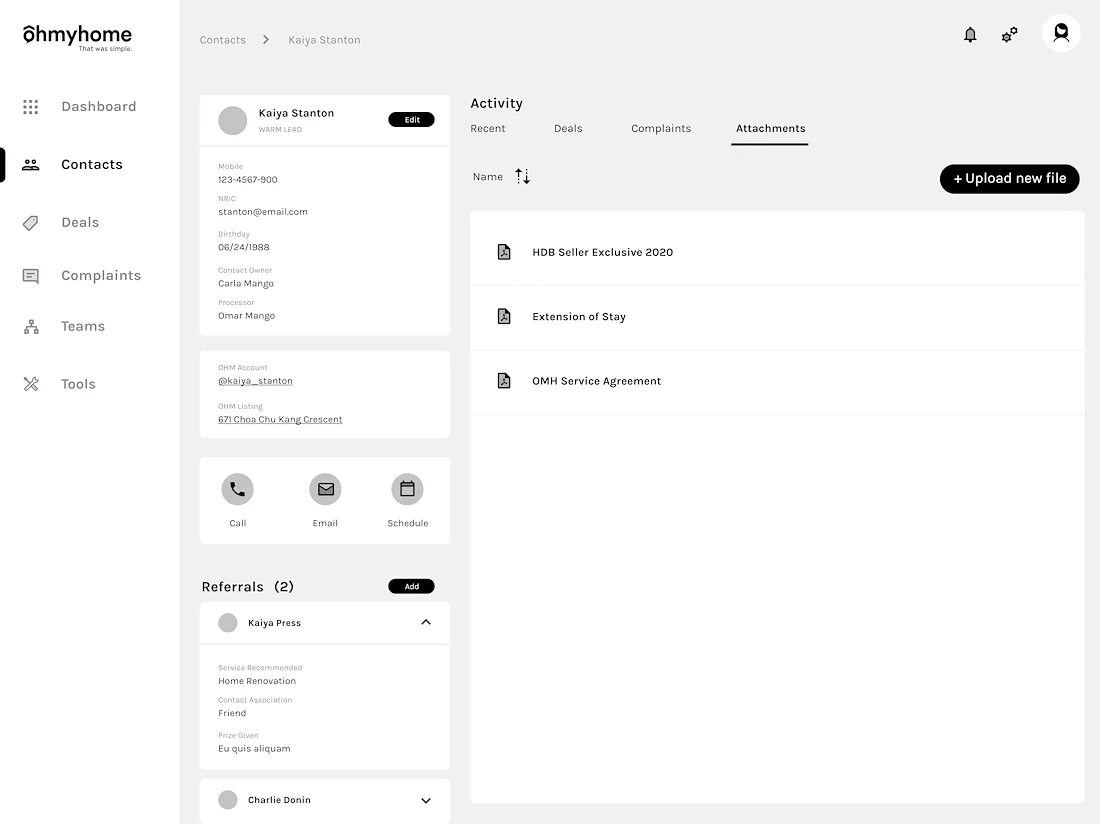 ohmyhome
That was simple.
Dashboard
Contacts
Deals
Complaints
Teams
Tools
Contacts
Kaiya Stanton
Kaiya Stanton
WARM LEAD
Edit
Mobile
123-4567-900
NRIC
stanton@email.com
Birthday
06/24/1988
Contact Owner
Carla Mango
Processor
Omar Mango
OHM Account
@kaiya_stanton
OHM Listing
671 Choa Chu Kang Crescent
Call
Email
Schedule
Referrals (2)
Add
Kaiya Press
Service Recommended
Home Renovation
Contact Association
Friend
Prize Given
Eu quis aliquam
Charlie Donin
Activity
Recent
Deals
Complaints
Attachments
Name
+ Upload new file
HDB Seller Exclusive 2020
Extension of Stay
OMH Service Agreement